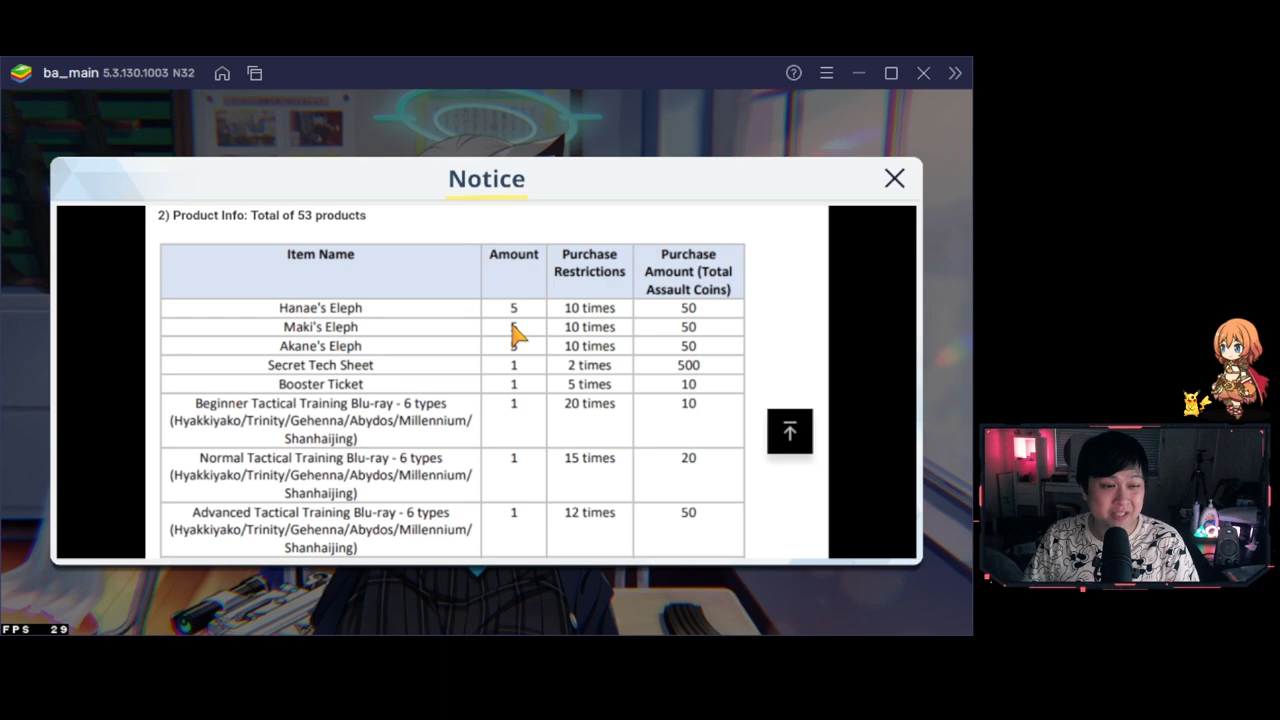 ba_main 5.3.130.1003 N32
Notice
2) Product Info: Total of 53 products
Item Name Amount Purchase Restrictions Purchase Amount (Total Assault Coins)
Hanae's Eleph 5 10 times 50
Maki's Eleph 10 times 50
Akane's Eleph 10 times 50
Secret Tech Sheet 1 2 times 500
Booster Ticket 1 5 times 10
Beginner Tactical Training Blu-ray - 6 types 1 20 times 10
(Hyakkiyako/Trinity/Gehenna/Abydos/Millennium/
Shanhaijing)
Normal Tactical Training Blu-ray - 6 types 1 15 times 20
(Hyakkiyako/Trinity/Gehenna/Abydos/Millennium/
Shanhaijing)
Advanced Tactical Training Blu-ray - 6 types 1 12 times 50
(Hyakkiyako/Trinity/Gehenna/Abydos/Millennium/
Shanhaijing)
FPS 29